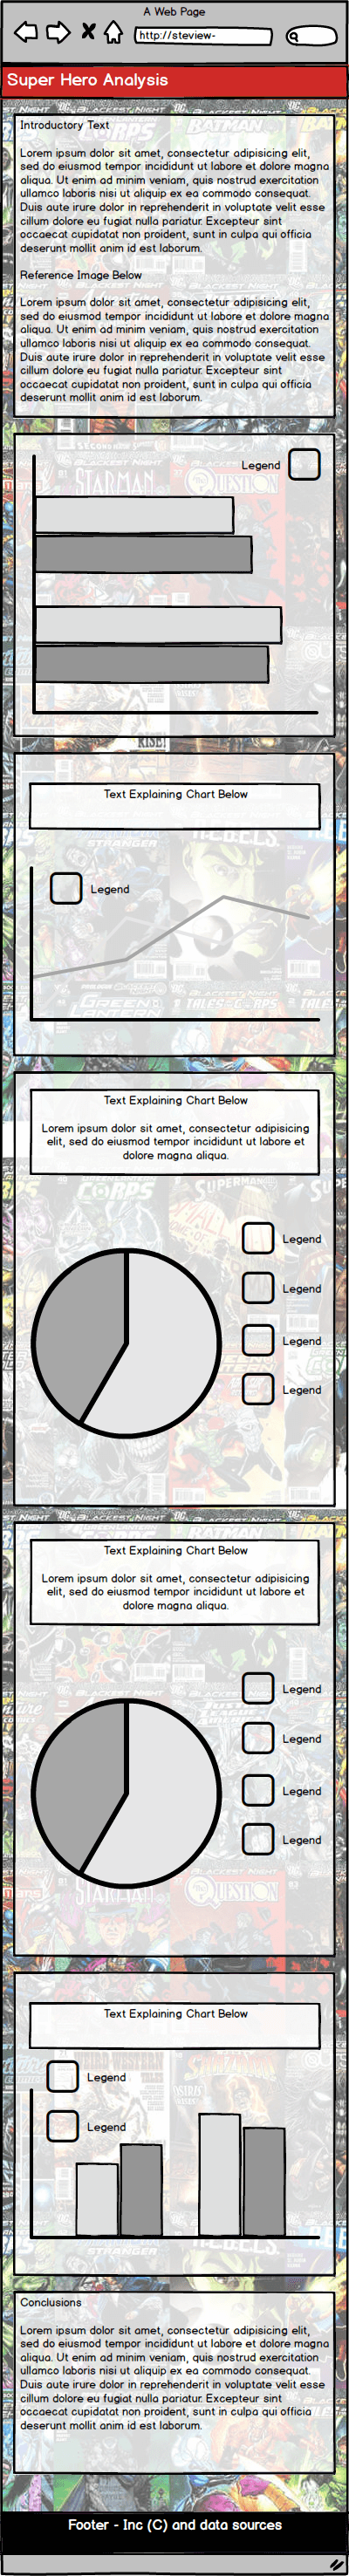 A Web Page
http://steview-
Super Hero Analysis
Introductory Text
Lorem ipsum dolor sit amet, consectetur adipisicing elit,
sed do eiusmod tempor incididunt ut labore et dolore magna
aliqua. Ut enim ad minim veniam, quis nostrud exercitation
ullamco laboris nisi ut aliquip ex ea commodo consequat.
Duis aute irure dolor in reprehenderit in voluptate velit esse
cillum dolore eu fugiat nulla pariatur. Excepteur sint
occaecat cupidatat non proident, sunt in culpa qui officia
deserunt mollit anim id est laborum.
Reference Image Below
Lorem ipsum dolor sit amet, consectetur adipisicing elit,
sed do eiusmod tempor incididunt ut labore et dolore magna
aliqua. Ut enim ad minim veniam, quis nostrud exercitation
ullamco laboris nisi ut aliquip ex ea commodo consequat.
Duis aute irure dolor in reprehenderit in voluptate velit esse
cillum dolore eu fugiat nulla pariatur. Excepteur sint
occaecat cupidatat non proident, sunt in culpa qui officia
deserunt mollit anim id est laborum.
Legend
Text Explaining Chart Below
Legend
Text Explaining Chart Below
Lorem ipsum dolor sit amet, consectetur adipisicing
elit, sed do eiusmod tempor incididunt ut labore et
dolore magna aliqua.
Legend
Legend
Legend
Legend
Text Explaining Chart Below
Lorem ipsum dolor sit amet, consectetur adipisicing
elit, sed do eiusmod tempor incididunt ut labore et
dolore magna aliqua.
Legend
Legend
Legend
Legend
Text Explaining Chart Below
Legend
Legend
Conclusions
Lorem ipsum dolor sit amet, consectetur adipisicing elit,
sed do eiusmod tempor incididunt ut labore et dolore magna
aliqua. Ut enim ad minim veniam, quis nostrud exercitation
ullamco laboris nisi ut aliquip ex ea commodo consequat.
Duis aute irure dolor in reprehenderit in voluptate velit esse
cillum dolore eu fugiat nulla pariatur. Excepteur sint
occaecat cupidatat non proident, sunt in culpa qui officia
deserunt mollit anim id est laborum.
Footer - Inc (C) and data sources